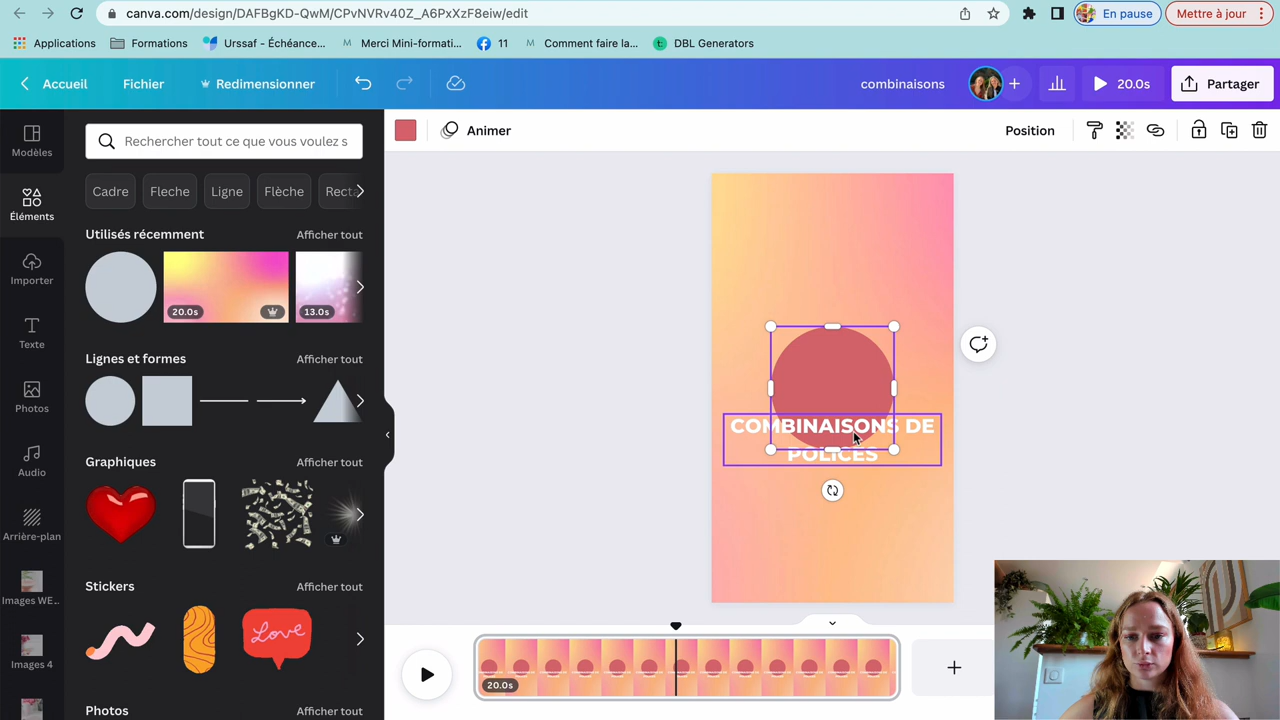 canva.com/design/DAFBgKD-QwM/CPvNVRv40Z_A6PxXzF8eiw/edit
En pause
Mettre à jour
Applications
Formations
Urssaf - Échéance...
Merci Mini-formati...
11
Comment faire la...
DBL Generators
Accueil
Fichier
Redimensionner
combinaisons
20.0s
Partager
Modèles
Éléments
Importer
Texte
Photos
Audio
Arrière-plan
Images WE...
Images 4
Rechercher tout ce que vous voulez s
Cadre
Fleche
Ligne
Flèche
Recta
Utilisés récemment
Afficher tout
20.0s
13.0s
Lignes et formes
Afficher tout
Graphiques
Afficher tout
Stickers
Afficher tout
Love
Photos
Afficher tout
Animer
Position
COMBINAISONS DE
POLICES
20.0s